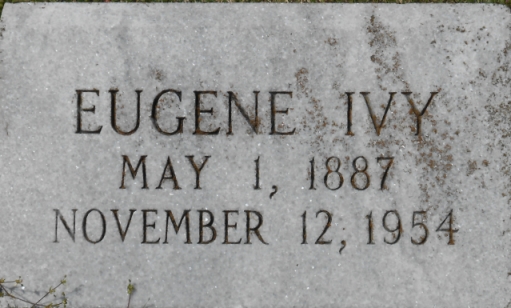 EUGENE IVY
MAY 1, 1887
NOVEMBER 12, 1954